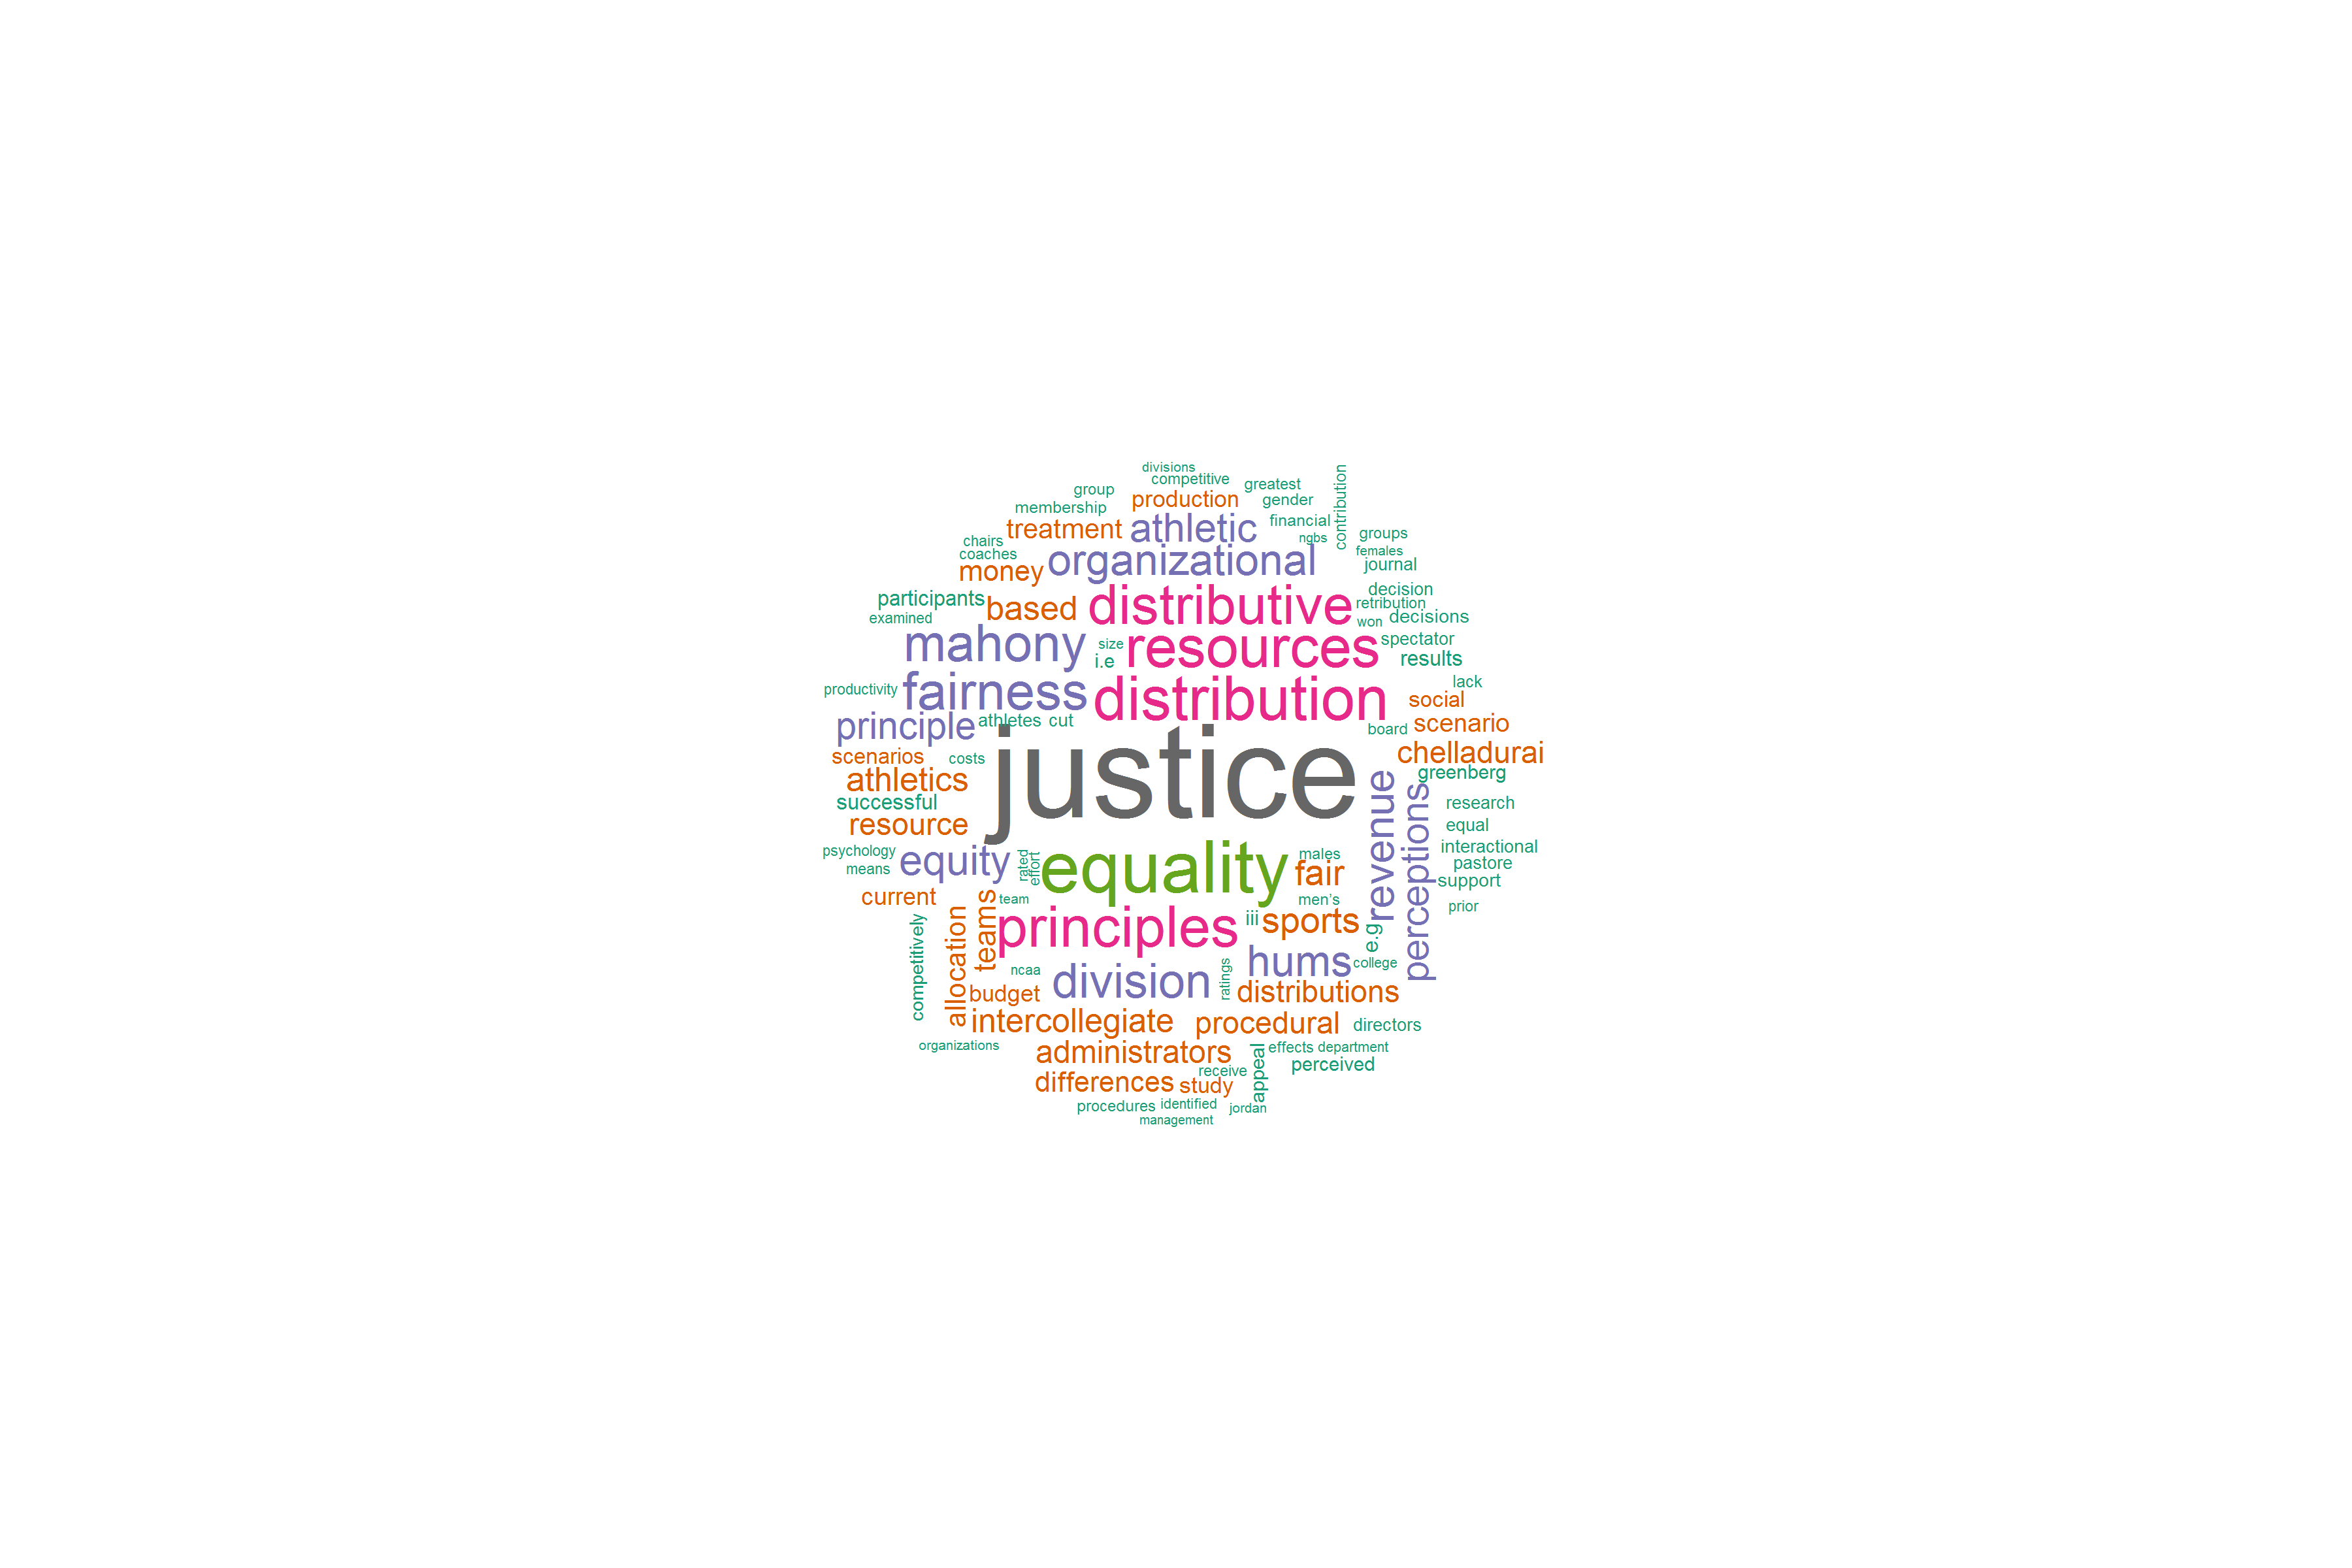 divisions
competitive
group
greatest
contribution
production
gender
membership
treatment
athletic
financial
ngbs
groups
chairs
coaches
organizational
females
journal
money
participants
based
distributive
decision
retribution
examined
won
decisions
mahony
size
resources
spectator
i.e
results
productivity
fairness
distribution
lack
social
principle
athletes
cut
board
scenario
scenarios
costs
justice
chelladurai
athletics
greenberg
successful
revenue
perceptions
research
resource
equal
psychology
equity
rated
effort
equality
males
interactional
means
fair
pastore
support
current
team
men's
prior
competitively
allocation
teams
principles
iii
sports
e.g
ncaa
division
ratings
hums
college
budget
distributions
intercollegiate
procedural
directors
organizations
administrators
effects
department
appeal
perceived
receive
differences
study
procedures
identified
jordan
management